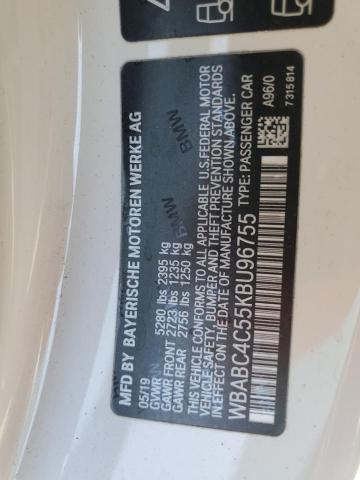 MFD BY BAYERISCHE MOTOREN WERKE AG
05/19
GVWR 5280 lbs 2395 kg
GAWR FRONT 2723 lbs 1235 kg
GAWR REAR 2756 lbs 1250 kg
THIS VEHICLE CONFORMS TO ALL APPLICABLE U.S.FEDERAL MOTOR
VEHICLE SAFETY, BUMPER AND THEFT PREVENTION STANDARDS
IN EFFECT ON THE DATE OF MANUFACTURE SHOWN ABOVE.
WBABC4C55KBU96755 TYPE: PASSENGER CAR
A96/0
7315814
BMW
BMW